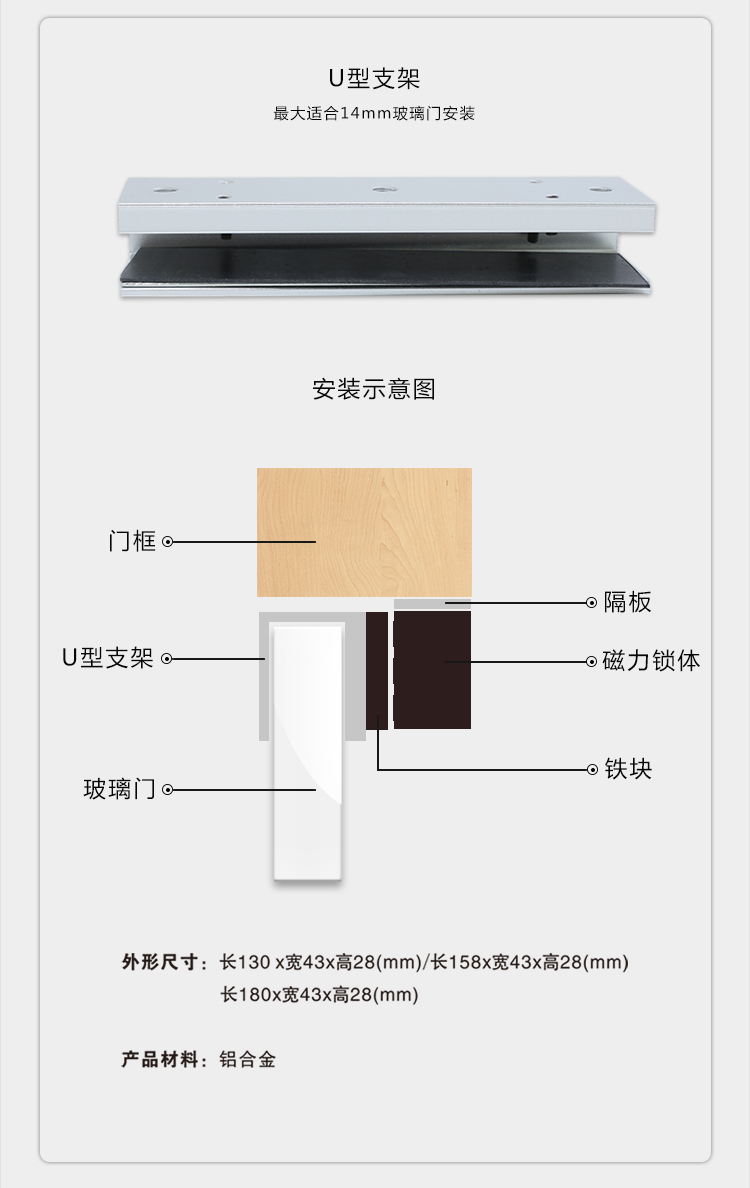 U型支架
最大适合14mm玻璃门安装
安装示意图
门框
隔板
U型支架
磁力锁体
铁块
玻璃门
外形尺寸：长130 x宽43x高28(mm)/长158x宽43x高28(mm)
长180x宽43x高28(mm)
产品材料：铝合金